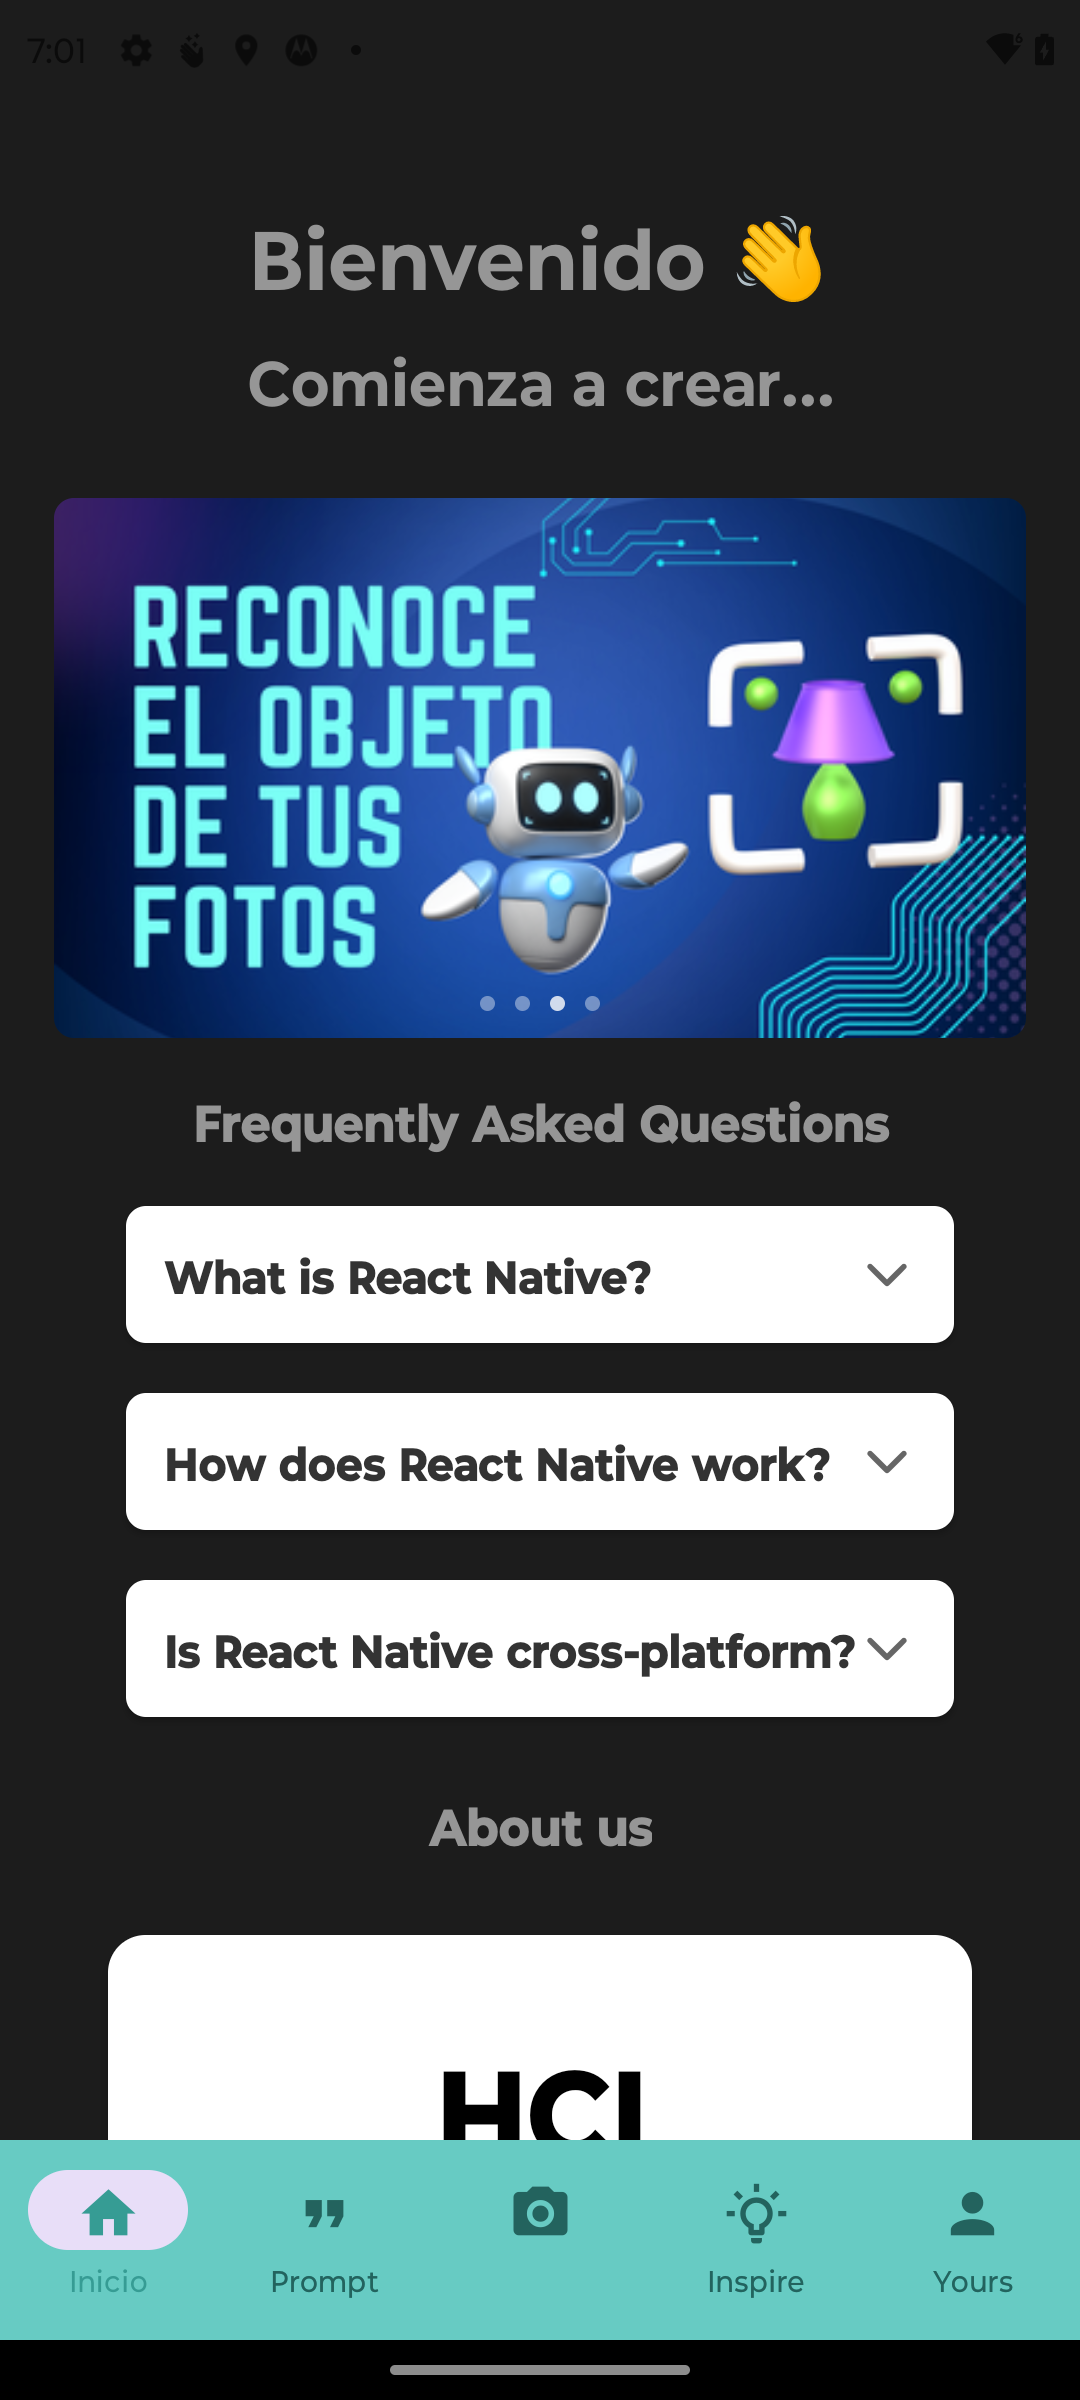 7:01
Bienvenido 👋
Comienza a crear...
RECONOCE
EL OBJETO
DE TUS
FOTOS
Frequently Asked Questions
What is React Native?
How does React Native work?
Is React Native cross-platform?
About us
HCI
Inicio
Prompt
Inspire
Yours